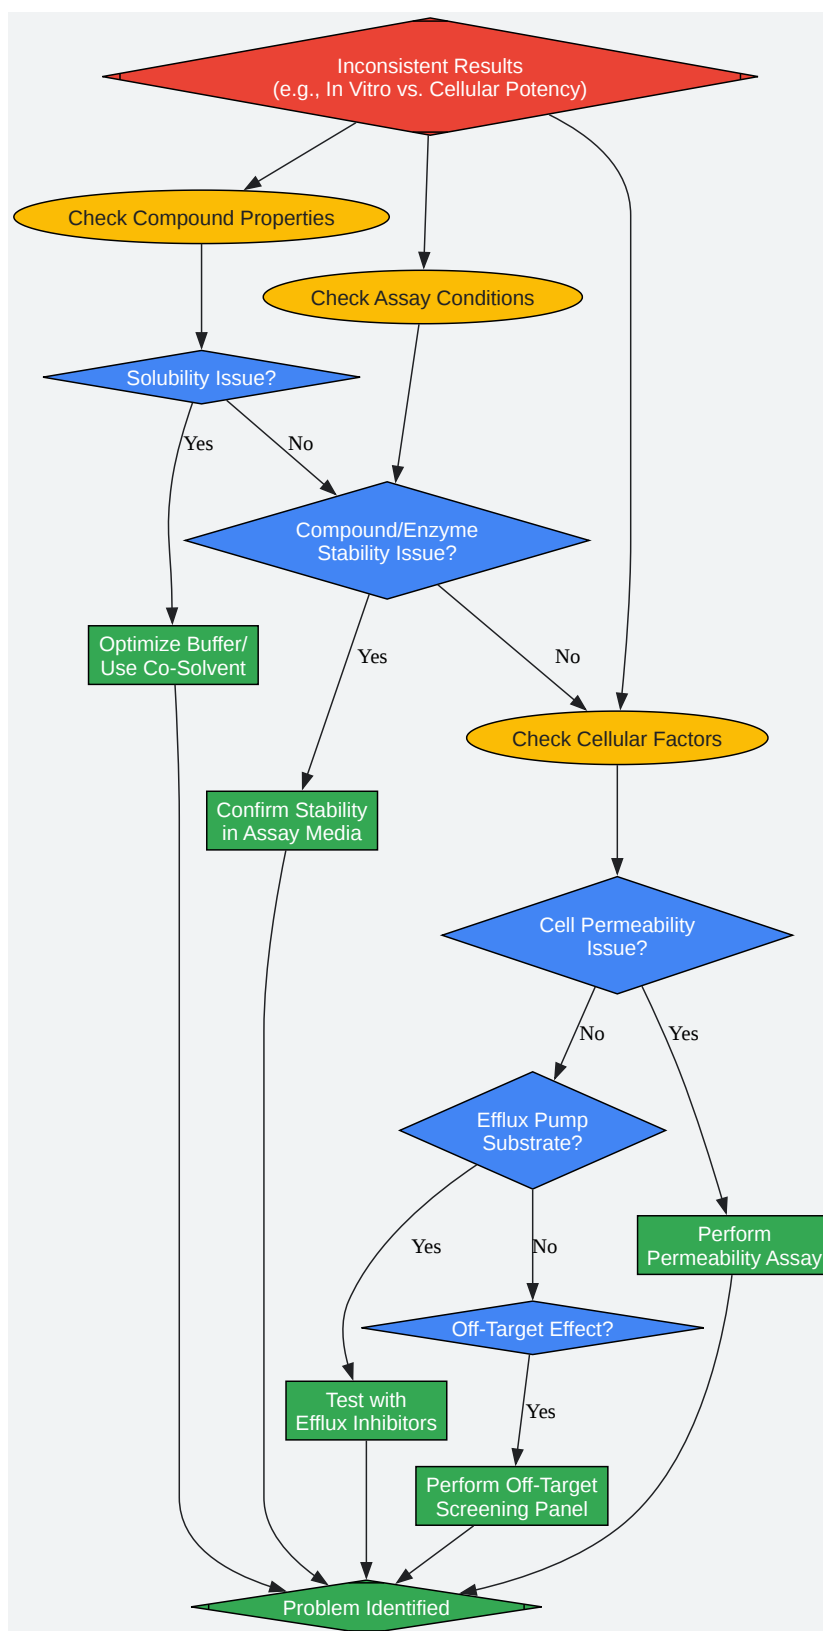 Inconsistent Results
(e.g., In Vitro vs. Cellular Potency)
Check Compound Properties
Check Assay Conditions
Solubility Issue?
Yes
No
Compound/Enzyme
Stability Issue?
Optimize Buffer/
Use Co-Solvent
Yes
No
Check Cellular Factors
Confirm Stability
in Assay Media
Cell Permeability
Issue?
No
Yes
Efflux Pump
Substrate?
Perform
Permeability Assay
Yes
No
Off-Target Effect?
Test with
Efflux Inhibitors
Yes
Perform Off-Target
Screening Panel
Problem Identified